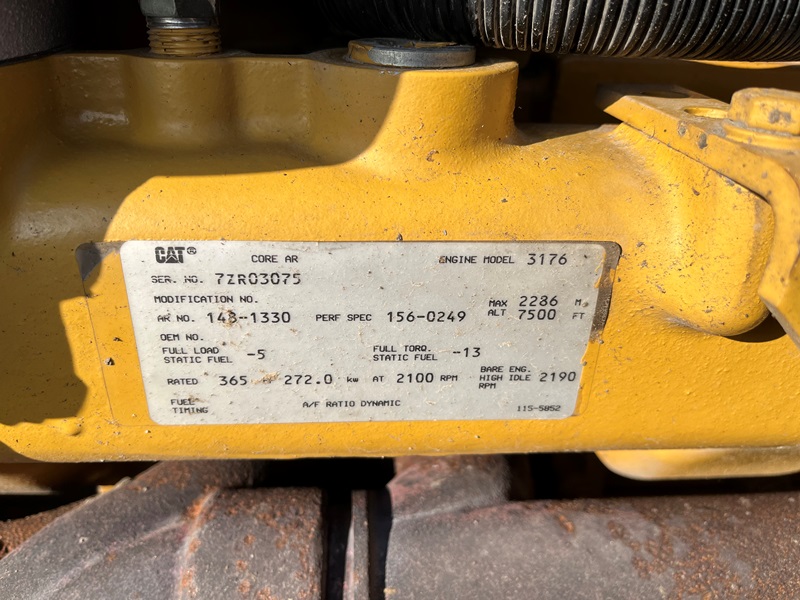 CAT® CORE AR ENGINE MODEL 3176
SER. NO. 7ZR03075
MODIFICATION NO.
AR NO. 148-1330 PERF SPEC 156-0249 MAX ALT 2286 M 7500 FT
OEM NO.
FULL LOAD STATIC FUEL -5 FULL TORQ. STATIC FUEL -13
RATED 365 272.0 kw AT 2100 RPM BARE ENG. HIGH IDLE RPM 2190
FUEL TIMING A/F RATIO DYNAMIC 115-5852